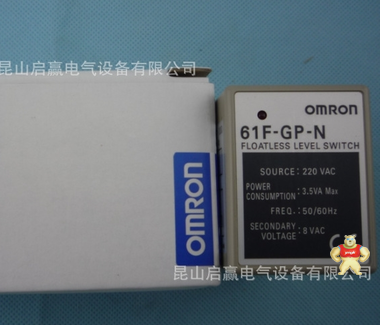 昆山启赢电气设备有限公司
OMRON
OMRON
61F-GP-N
FLOATLESS LEVEL SWITCH
SOURCE: 220 VAC
POWER
CONSUMPTION : 3.5VA Max
FREQ. : 50/60Hz
SECONDARY
VOLTAGE : 8 VAC
CE
昆山启赢电气设备有限公司